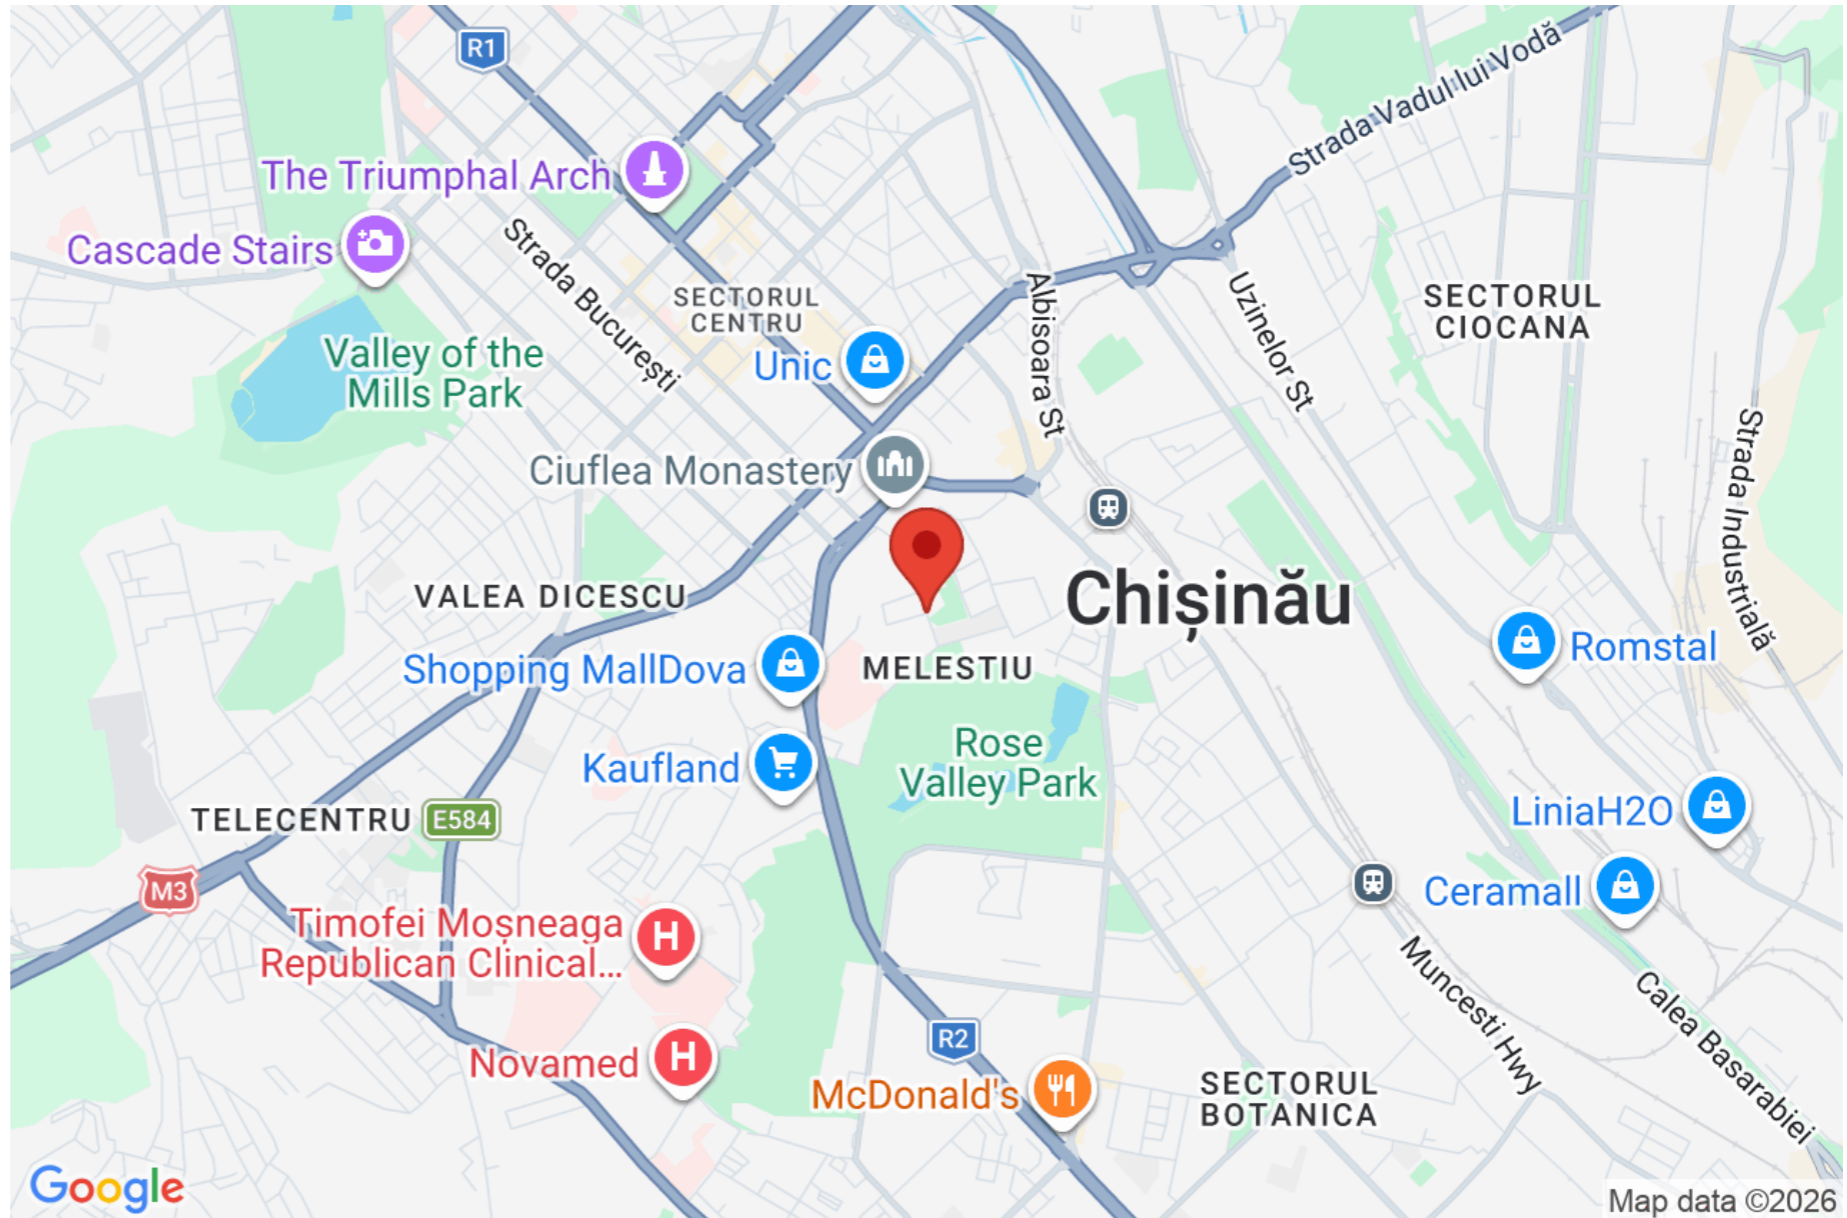 R1
Strada Vadul lui Vodă
The Triumphal Arch
Cascade Stairs
Strada București
SECTORUL
CENTRU
Albisoara St
Uzinelor St
SECTORUL
CIOCANA
Valley of the
Mills Park
Unic
Strada Industrială
Ciuflea Monastery
VALEA DICESCU
Chișinău
Shopping MallDova
MELESTIU
Romstal
Rose
Valley Park
Kaufland
TELECENTRU
E584
LiniaH2O
M3
Ceramall
Timofei Moșneaga
Republican Clinical...
H
Muncesti Hwy
Calea Basarabiei
R2
Novamed
H
McDonald's
SECTORUL
BOTANICA
Google
Map data ©2026